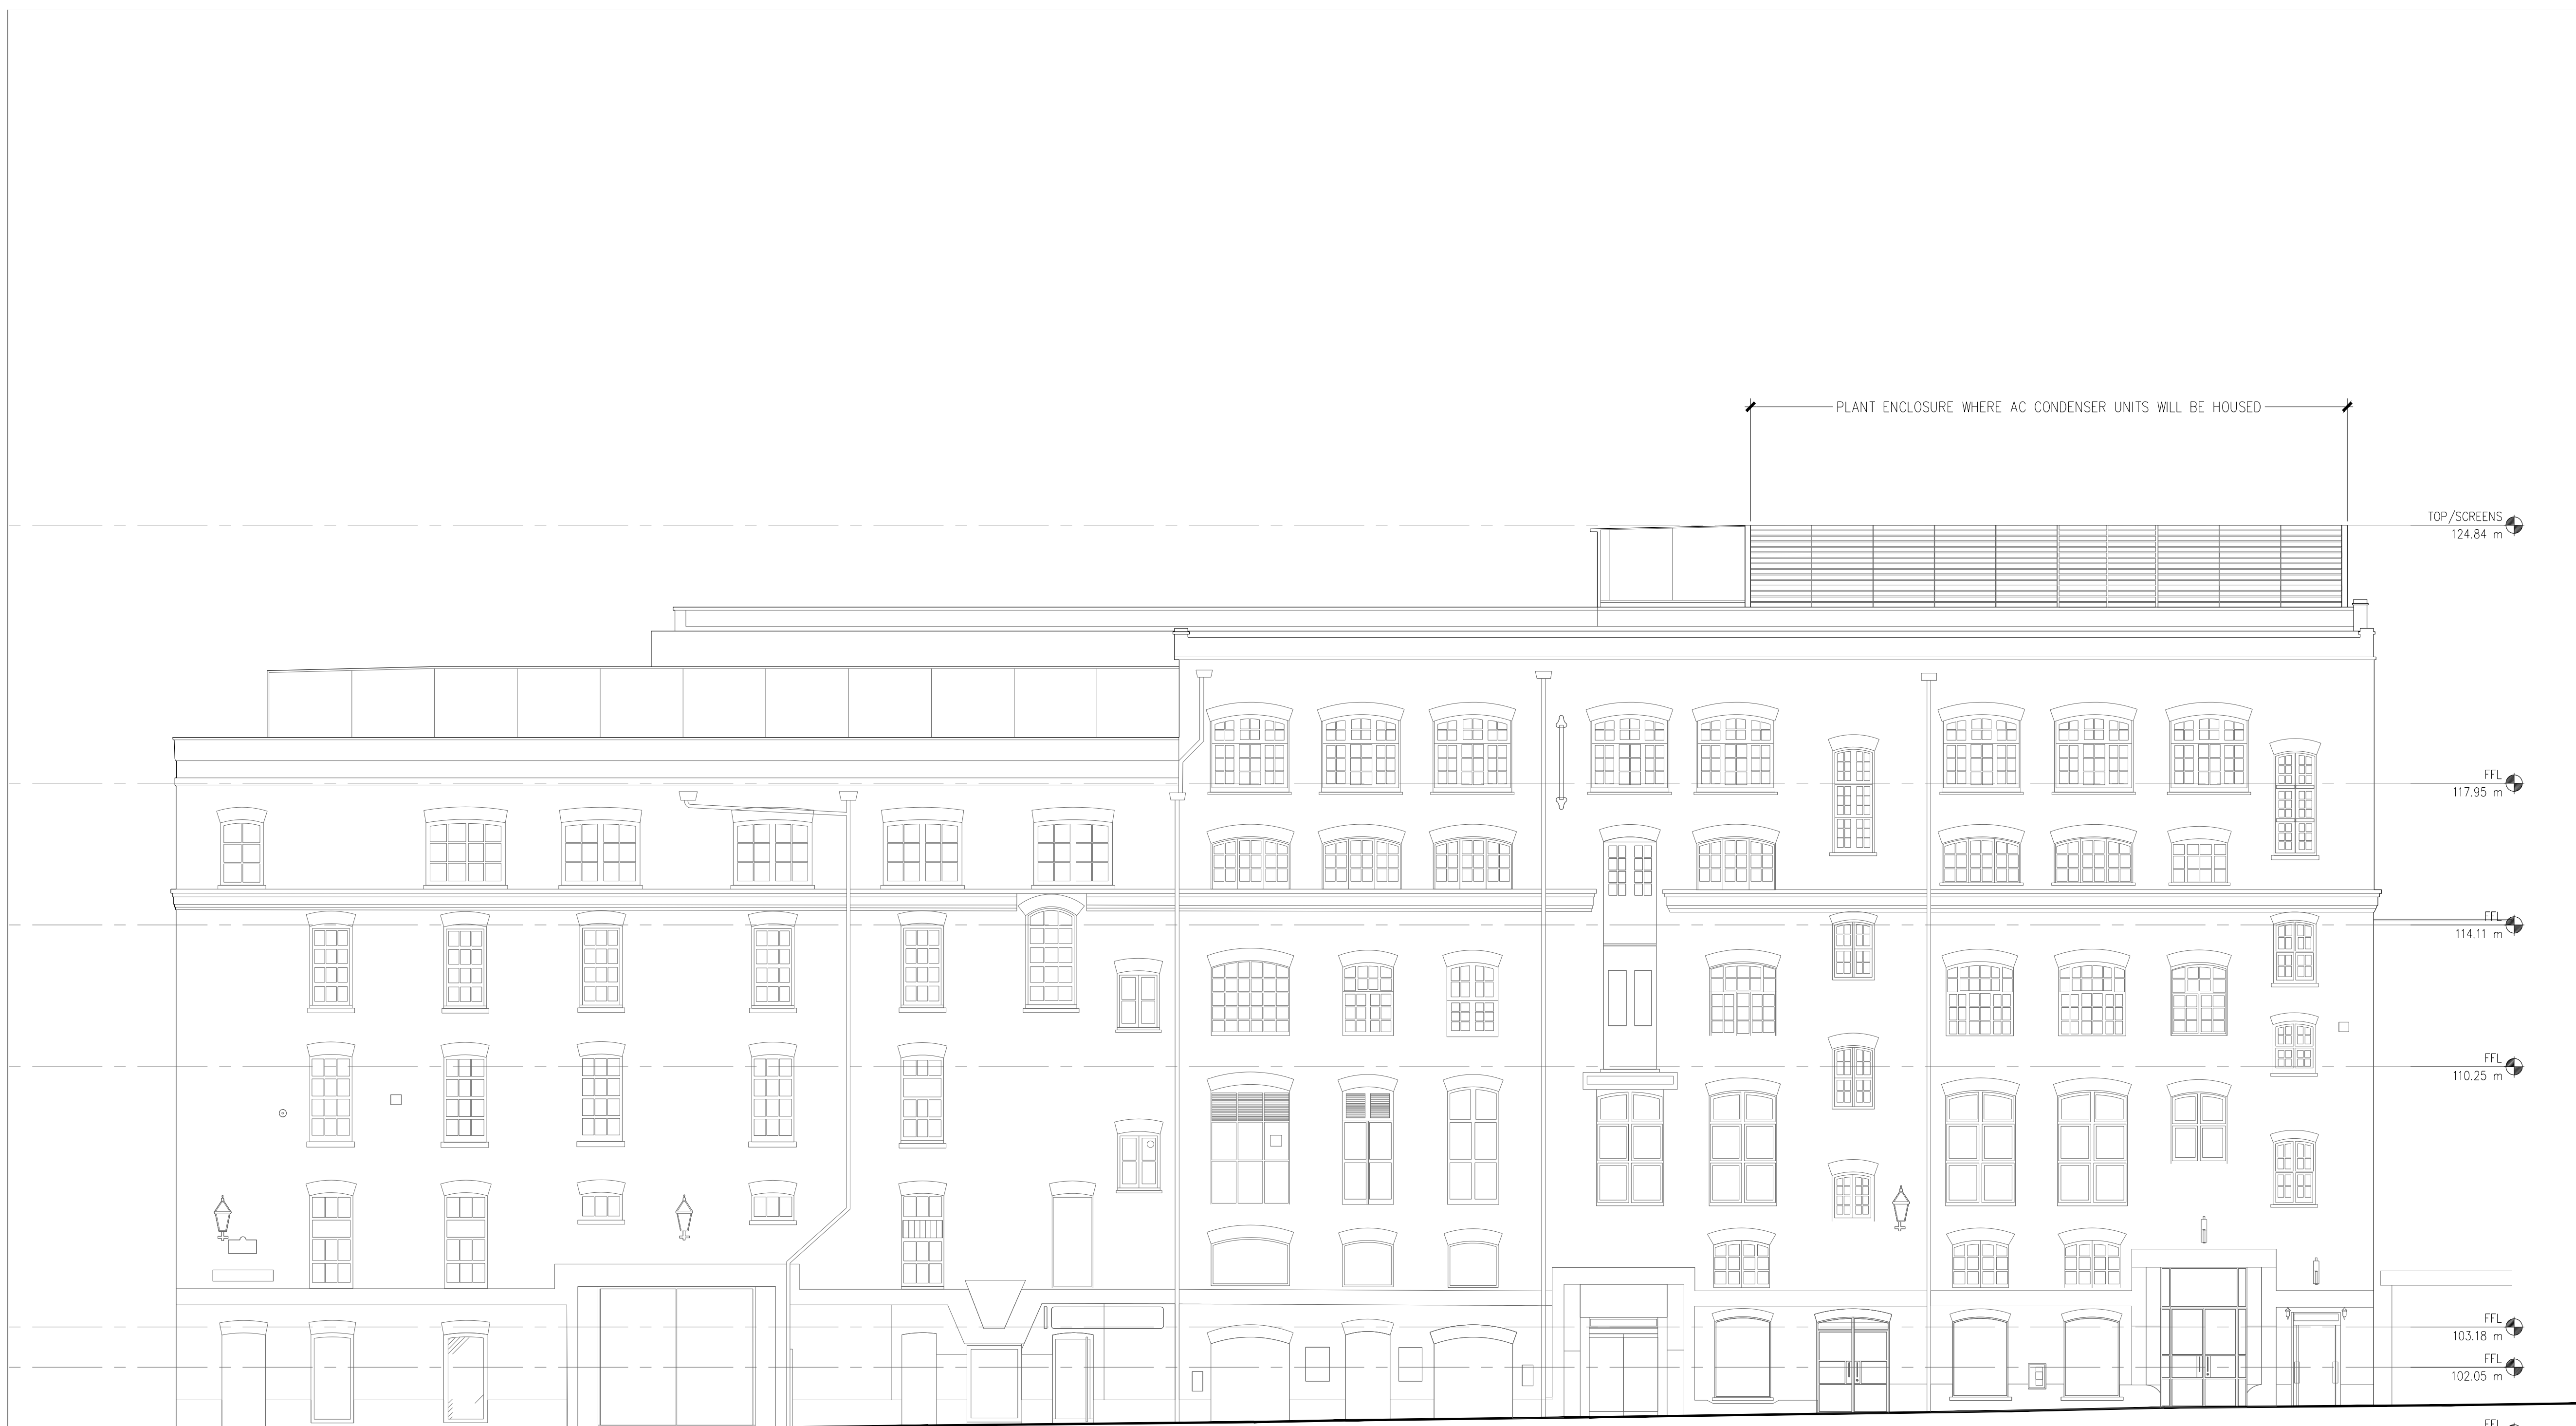 PLANT ENCLOSURE WHERE AC CONDENSER UNITS WILL BE HOUSED
TOP/SCREENS
124.84 m
FFL
117.95 m
FFL
114.11 m
FFL
110.25 m
FFL
103.18 m
FFL
102.05 m
FFL